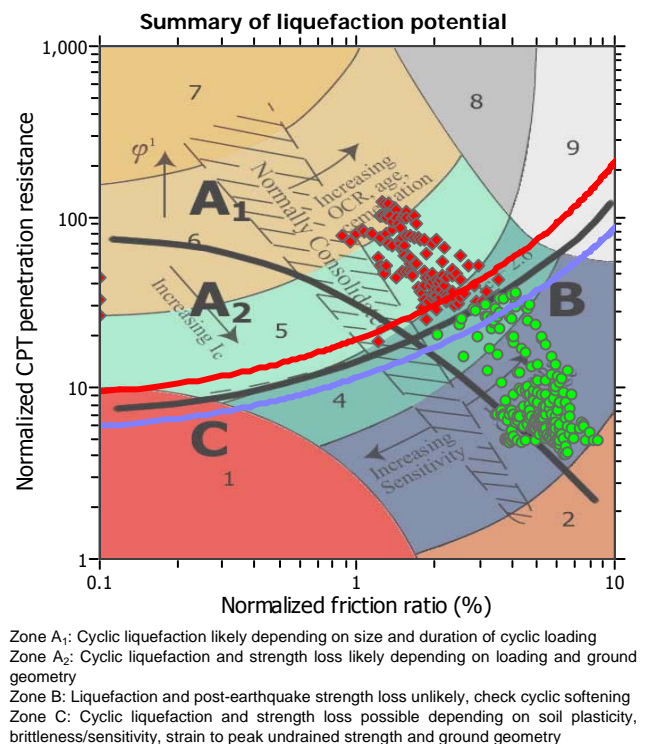 Summary of liquefaction potential
1,000
100
10
1
Normalized CPT penetration resistance
7
8
9
φ¹
A₁
Normally Consolidated
Increasing
OCR, age,
6
A₂
Increasing Ic
5
B
4
C
Increasing
Sensitivity
1
2
0.1
1
10
Normalized friction ratio (%)
Zone A₁: Cyclic liquefaction likely depending on size and duration of cyclic loading
Zone A₂: Cyclic liquefaction and strength loss likely depending on loading and ground
geometry
Zone B: Liquefaction and post-earthquake strength loss unlikely, check cyclic softening
Zone C: Cyclic liquefaction and strength loss possible depending on soil plasticity,
brittleness/sensitivity, strain to peak undrained strength and ground geometry